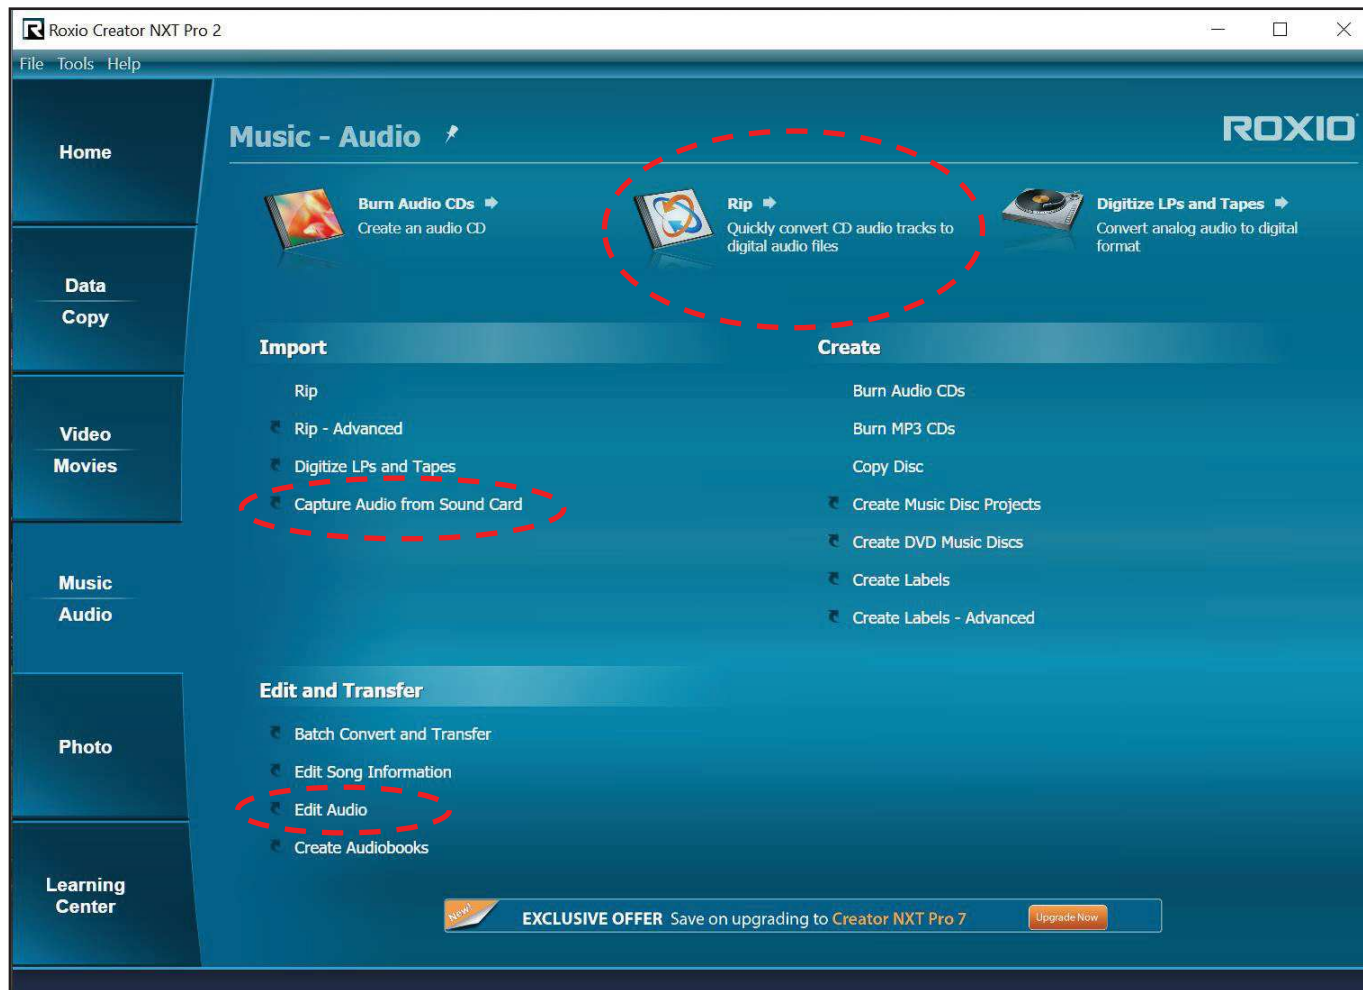 Roxio Creator NXT Pro 2
File Tools Help
Home
Data
Copy
Video
Movies
Music
Audio
Photo
Learning
Center
Music - Audio
ROXIO
Burn Audio CDs
Create an audio CD
Rip
Quickly convert CD audio tracks to
digital audio files
Digitize LPs and Tapes
Convert analog audio to digital
format
Import
Rip
Rip - Advanced
Digitize LPs and Tapes
Capture Audio from Sound Card
Create
Burn Audio CDs
Burn MP3 CDs
Copy Disc
Create Music Disc Projects
Create DVD Music Discs
Create Labels
Create Labels - Advanced
Edit and Transfer
Batch Convert and Transfer
Edit Song Information
Edit Audio
Create Audiobooks
New! EXCLUSIVE OFFER Save on upgrading to Creator NXT Pro 7 Upgrade Now